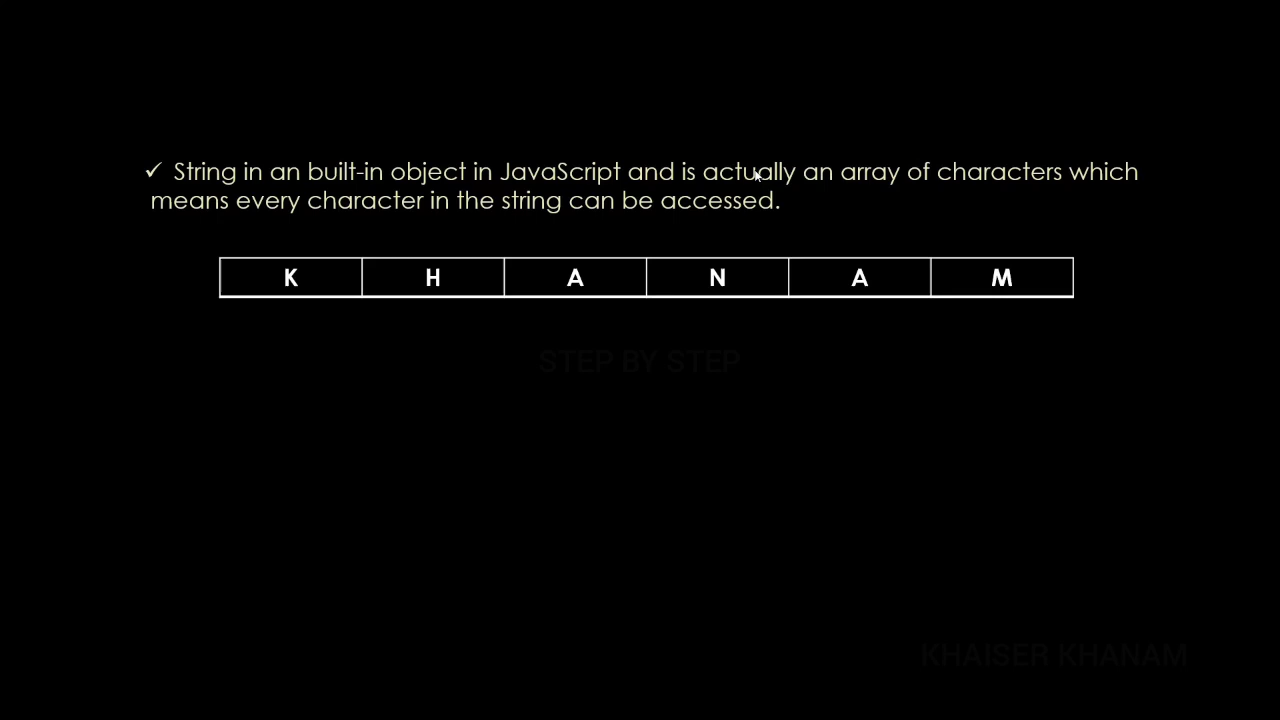 ✓ String in an built-in object in JavaScript and is actually an array of characters which
means every character in the string can be accessed.
K H A N A M
STEP BY STEP
KHAISER KHANAM